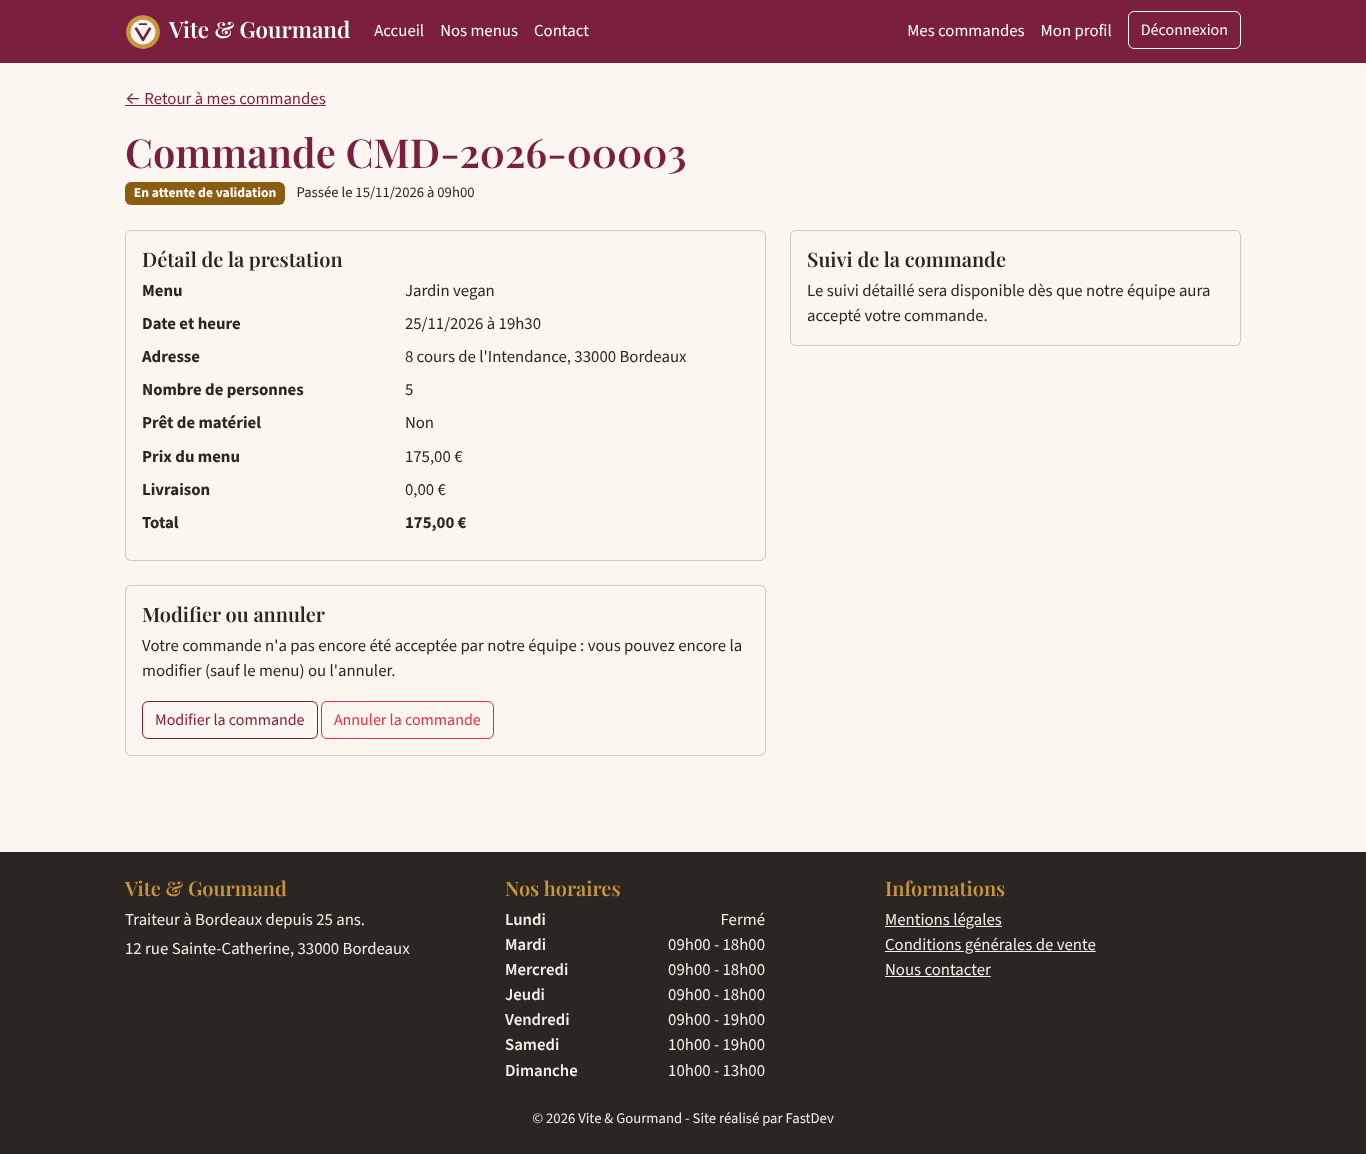 Vite & Gourmand
Accueil
Nos menus
Contact
Mes commandes
Mon profil
Déconnexion
← Retour à mes commandes
Commande CMD-2026-00003
En attente de validation
Passée le 15/11/2026 à 09h00
Détail de la prestation
Menu Jardin vegan
Date et heure 25/11/2026 à 19h30
Adresse 8 cours de l'Intendance, 33000 Bordeaux
Nombre de personnes 5
Prêt de matériel Non
Prix du menu 175,00 €
Livraison 0,00 €
Total 175,00 €
Modifier ou annuler
Votre commande n'a pas encore été acceptée par notre équipe : vous pouvez encore la
modifier (sauf le menu) ou l'annuler.
Modifier la commande
Annuler la commande
Suivi de la commande
Le suivi détaillé sera disponible dès que notre équipe aura
accepté votre commande.
Vite & Gourmand
Traiteur à Bordeaux depuis 25 ans.
12 rue Sainte-Catherine, 33000 Bordeaux
Nos horaires
Lundi Fermé
Mardi 09h00 - 18h00
Mercredi 09h00 - 18h00
Jeudi 09h00 - 18h00
Vendredi 09h00 - 19h00
Samedi 10h00 - 19h00
Dimanche 10h00 - 13h00
Informations
Mentions légales
Conditions générales de vente
Nous contacter
© 2026 Vite & Gourmand - Site réalisé par FastDev